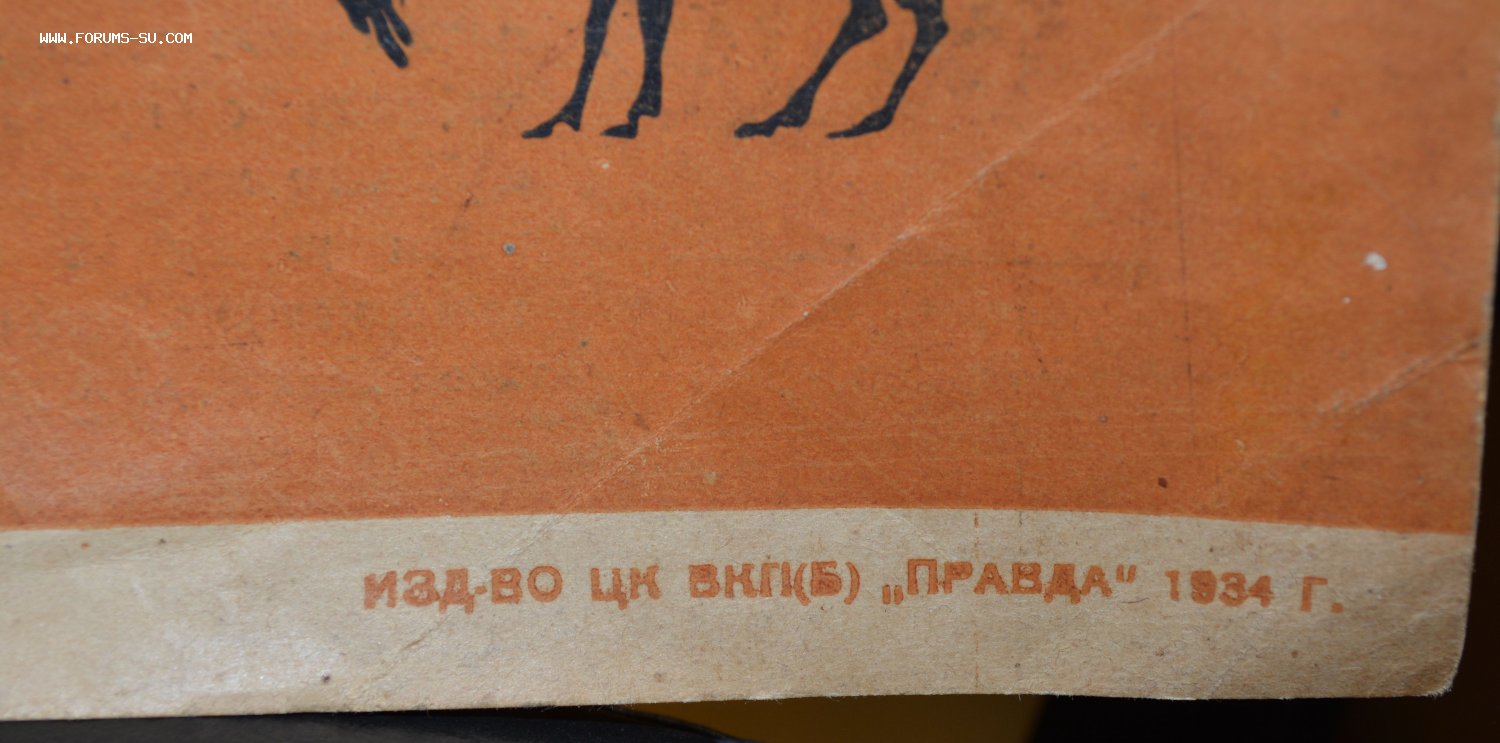 WWW.FORUMS-SU.COM
ИЗД-ВО ЦК ВКП(Б) „ПРАВДА" 1934 Г.